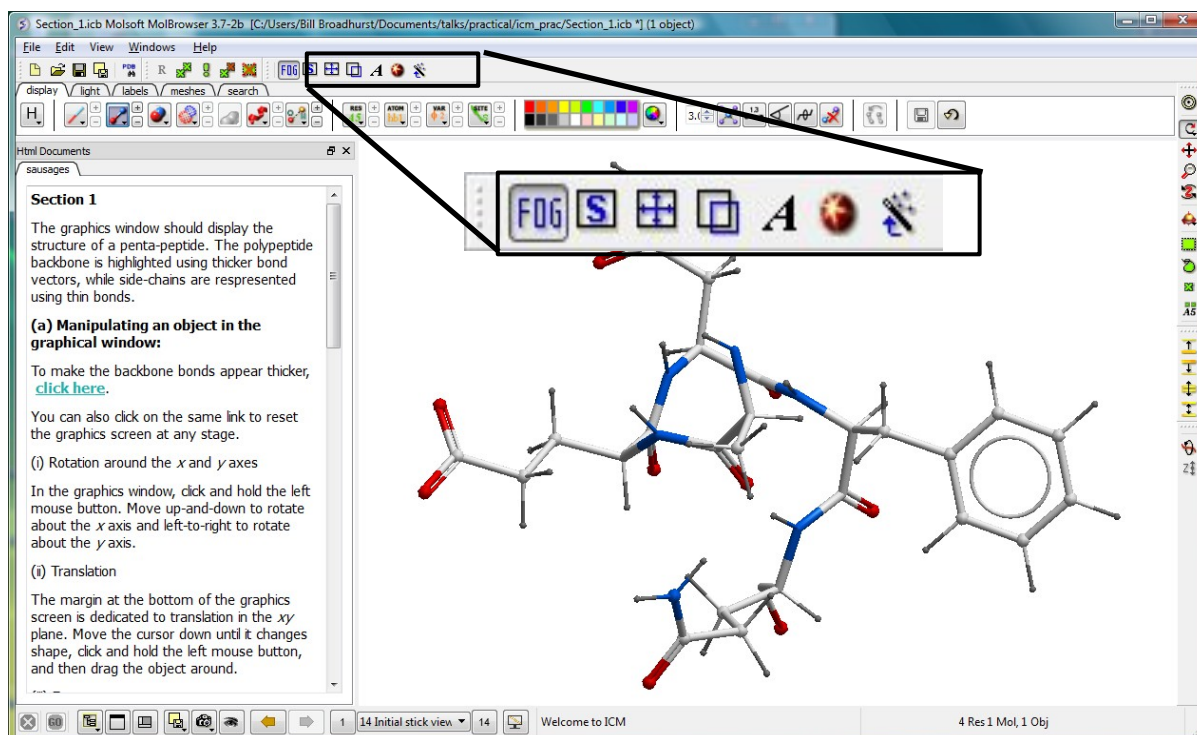 Section_1.icb Molsoft MolBrowser 3.7-2b [C:/Users/Bill Broadhurst/Documents/talks/practical/icm_prac/Section_1.icb *] (1 object)
File Edit View Windows Help
PDB R FOG S A
display light labels meshes search
H RES ATOM VAR SITE
Html Documents
sausages
FOG S A
Section 1
The graphics window should display the
structure of a penta-peptide. The polypeptide
backbone is highlighted using thicker bond
vectors, while side-chains are respresented
using thin bonds.
(a) Manipulating an object in the
graphical window:
To make the backbone bonds appear thicker,
click here.
You can also click on the same link to reset
the graphics screen at any stage.
(i) Rotation around the x and y axes
In the graphics window, click and hold the left
mouse button. Move up-and-down to rotate
about the x axis and left-to-right to rotate
about the y axis.
(ii) Translation
The margin at the bottom of the graphics
screen is dedicated to translation in the xy
plane. Move the cursor down until it changes
shape, click and hold the left mouse button,
and then drag the object around.
A5
Z
GO 1 14 Initial stick view 14 Welcome to ICM 4 Res 1 Mol, 1 Obj